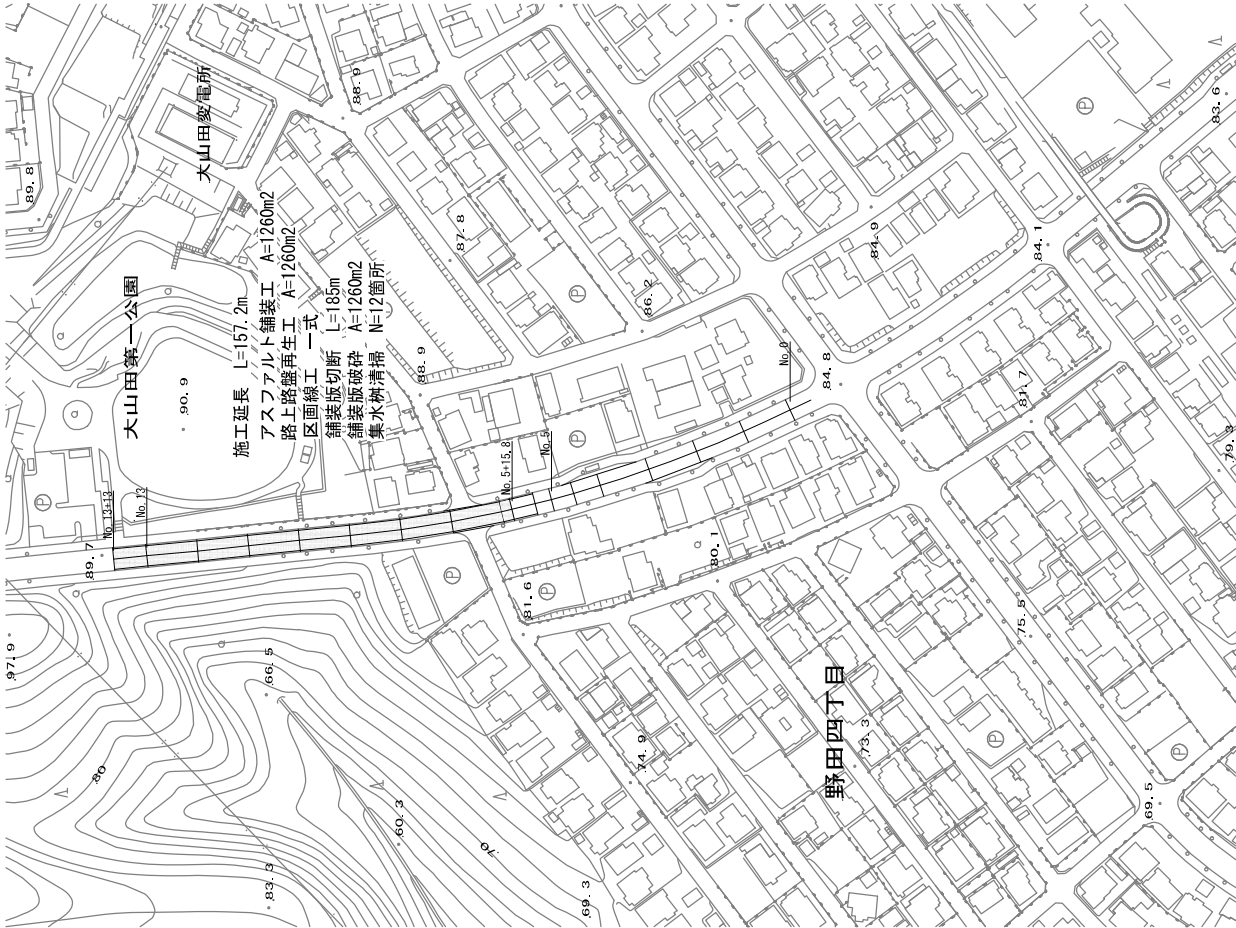 大山田変電所
大山田第一公園
施工延長 L=157.2m
アスファルト舗装工 A=1260m2
路上路盤再生工 A=1260m2
区画線工 一式
舗装版切断 L=185m
舗装版破砕 A=1260m2
集水桝清掃 N=12箇所
No.13+13
No.13
No.5+15.8
No.5
No.0
野田四丁目
89.8
88.9
90.9
87.8
86.2
88.9
84.9
84.1
83.6
84.8
81.7
79.3
89.7
97.9
66.5
80
83.3
60.3
70
69.3
81.6
80.1
74.9
73.3
75.5
69.5
P
P
P
P
P
P
P
P
P